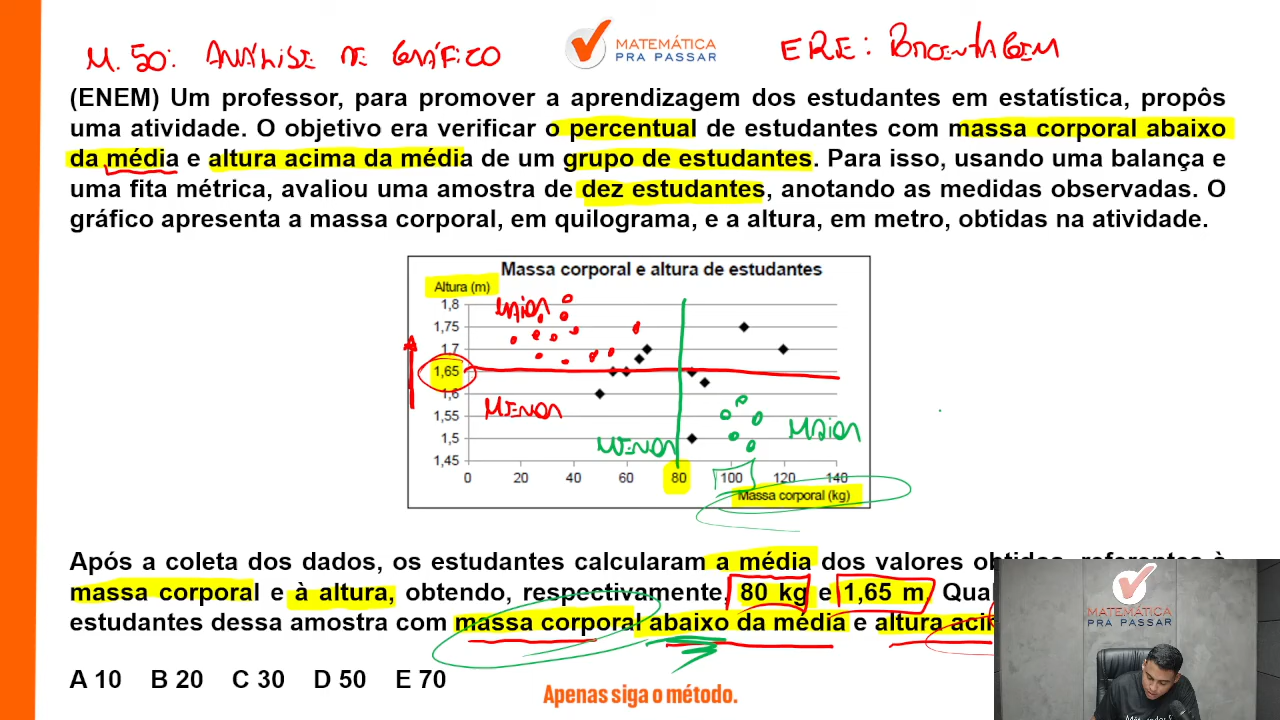 M.50: ANÁLISE DE GRÁFICO
MATEMÁTICA
PRA PASSAR
ERE: PORCENTAGEM
(ENEM) Um professor, para promover a aprendizagem dos estudantes em estatística, propôs
uma atividade. O objetivo era verificar o percentual de estudantes com massa corporal abaixo
da média e altura acima da média de um grupo de estudantes. Para isso, usando uma balança e
uma fita métrica, avaliou uma amostra de dez estudantes, anotando as medidas observadas. O
gráfico apresenta a massa corporal, em quilograma, e a altura, em metro, obtidas na atividade.
Massa corporal e altura de estudantes
Altura (m)
1,8
MAIOR
1,75
1,7
1,65
1,6
MENOR
1,55
MAIOR
1,5
MENOR
1,45
0 20 40 60 80 100 120 140
Massa corporal (kg)
Após a coleta dos dados, os estudantes calcularam a média dos valores obtidos, referentes à
massa corporal e à altura, obtendo, respectivamente, 80 kg e 1,65 m. Qual
estudantes dessa amostra com massa corporal abaixo da média e altura
MATEMÁTICA
PRA PASSAR
A 10 B 20 C 30 D 50 E 70
Apenas siga o método.